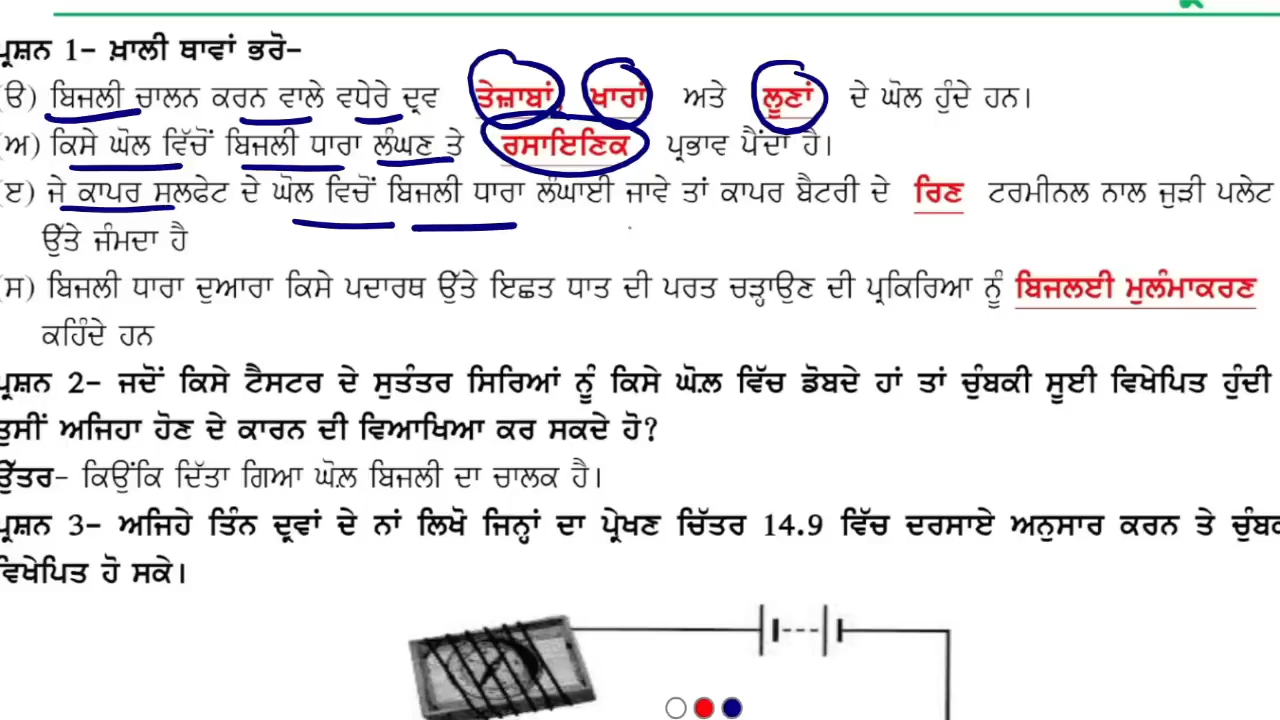 ਪ੍ਰਸ਼ਨ 1- ਖ਼ਾਲੀ ਥਾਵਾਂ ਭਰੋ-
(ੳ) ਬਿਜਲੀ ਚਾਲਨ ਕਰਨ ਵਾਲੇ ਵਧੇਰੇ ਦ੍ਰਵ ਤੇਜ਼ਾਬਾਂ, ਖਾਰਾਂ ਅਤੇ ਲੂਣਾਂ ਦੇ ਘੋਲ ਹੁੰਦੇ ਹਨ।
(ਅ) ਕਿਸੇ ਘੋਲ ਵਿੱਚੋਂ ਬਿਜਲੀ ਧਾਰਾ ਲੰਘਣ ਤੇ ਰਸਾਇਣਿਕ ਪ੍ਰਭਾਵ ਪੈਂਦਾ ਹੈ।
(ੲ) ਜੇ ਕਾਪਰ ਸਲਫੇਟ ਦੇ ਘੋਲ ਵਿਚੋਂ ਬਿਜਲੀ ਧਾਰਾ ਲੰਘਾਈ ਜਾਵੇ ਤਾਂ ਕਾਪਰ ਬੈਟਰੀ ਦੇ ਰਿਣ ਟਰਮੀਨਲ ਨਾਲ ਜੁੜੀ ਪਲੇਟ
ਉੱਤੇ ਜੰਮਦਾ ਹੈ
(ਸ) ਬਿਜਲੀ ਧਾਰਾ ਦੁਆਰਾ ਕਿਸੇ ਪਦਾਰਥ ਉੱਤੇ ਇਛਤ ਧਾਤ ਦੀ ਪਰਤ ਚੜ੍ਹਾਉਣ ਦੀ ਪ੍ਰਕਿਰਿਆ ਨੂੰ ਬਿਜਲਈ ਮੁਲੰਮਾਕਰਣ
ਕਹਿੰਦੇ ਹਨ
ਪ੍ਰਸ਼ਨ 2- ਜਦੋਂ ਕਿਸੇ ਟੈਸਟਰ ਦੇ ਸੁਤੰਤਰ ਸਿਰਿਆਂ ਨੂੰ ਕਿਸੇ ਘੋਲ਼ ਵਿੱਚ ਡੋਬਦੇ ਹਾਂ ਤਾਂ ਚੁੰਬਕੀ ਸੂਈ ਵਿਖੇਪਿਤ ਹੁੰਦੀ
ਤੁਸੀਂ ਅਜਿਹਾ ਹੋਣ ਦੇ ਕਾਰਨ ਦੀ ਵਿਆਖਿਆ ਕਰ ਸਕਦੇ ਹੋ?
ਉੱਤਰ- ਕਿਉਂਕਿ ਦਿੱਤਾ ਗਿਆ ਘੋਲ਼ ਬਿਜਲੀ ਦਾ ਚਾਲਕ ਹੈ।
ਪ੍ਰਸ਼ਨ 3- ਅਜਿਹੇ ਤਿੰਨ ਦ੍ਰਵਾਂ ਦੇ ਨਾਂ ਲਿਖੋ ਜਿਨ੍ਹਾਂ ਦਾ ਪ੍ਰੇਖਣ ਚਿੱਤਰ 14.9 ਵਿੱਚ ਦਰਸਾਏ ਅਨੁਸਾਰ ਕਰਨ ਤੇ
ਵਿਖੇਪਿਤ ਹੋ ਸਕੇ।